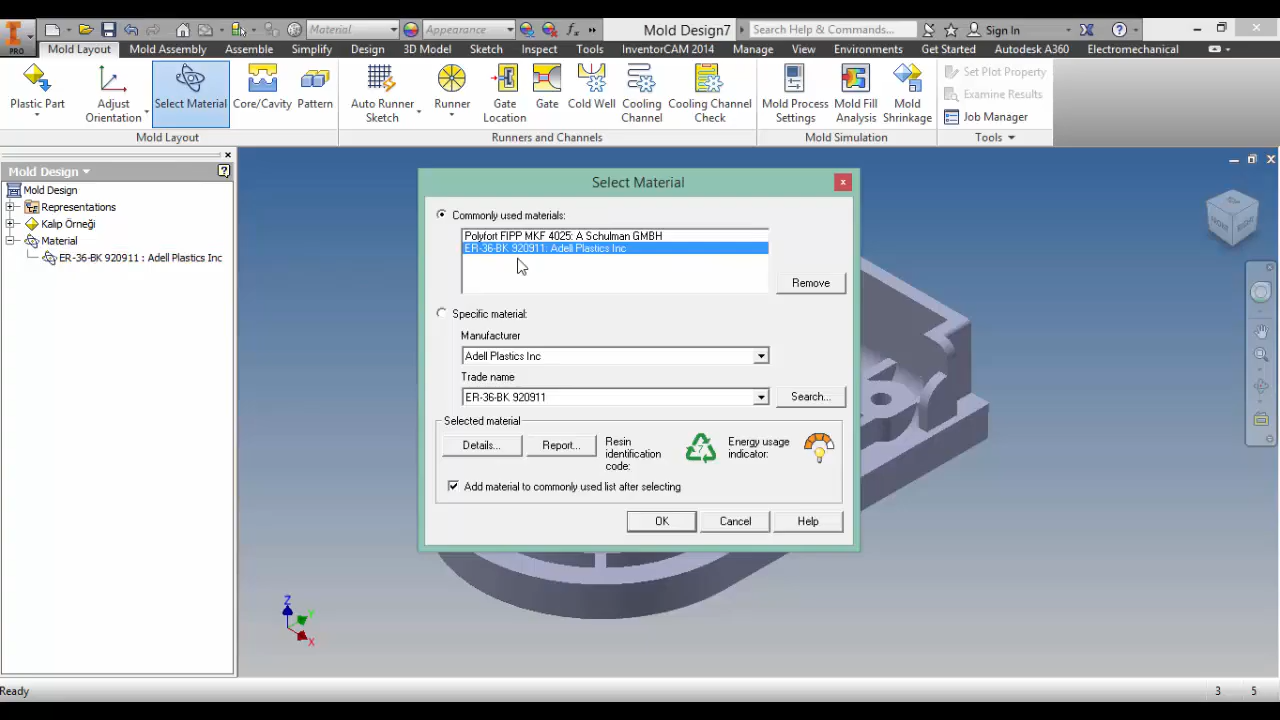 PRO
Material
Appearance
Mold Design7
Search Help & Commands...
Sign In
Mold Layout
Mold Assembly
Assemble
Simplify
Design
3D Model
Sketch
Inspect
Tools
InventorCAM 2014
Manage
View
Environments
Get Started
Autodesk A360
Electromechanical
Plastic Part
Adjust
Orientation
Select Material
Core/Cavity
Pattern
Auto Runner
Sketch
Runner
Gate
Location
Gate
Cold Well
Cooling
Channel
Cooling Channel
Check
Mold Process
Settings
Mold Fill
Analysis
Mold
Shrinkage
Set Plot Property
Examine Results
Job Manager
Mold Layout
Runners and Channels
Mold Simulation
Tools
Mold Design
Mold Design
Representations
Kalıp Örneği
Material
ER-36-BK 920911 : Adell Plastics Inc
Select Material
Commonly used materials:
Polyfort FIPP MKF 4025: A Schulman GMBH
ER-36-BK 920911: Adell Plastics Inc
Remove
Specific material:
Manufacturer
Adell Plastics Inc
Trade name
ER-36-BK 920911
Search...
Selected material
Details...
Report...
Resin
identification
code:
7
Energy usage
indicator:
Add material to commonly used list after selecting
OK
Cancel
Help
FRONT
RIGHT
Z
Y
X
Ready
3
5